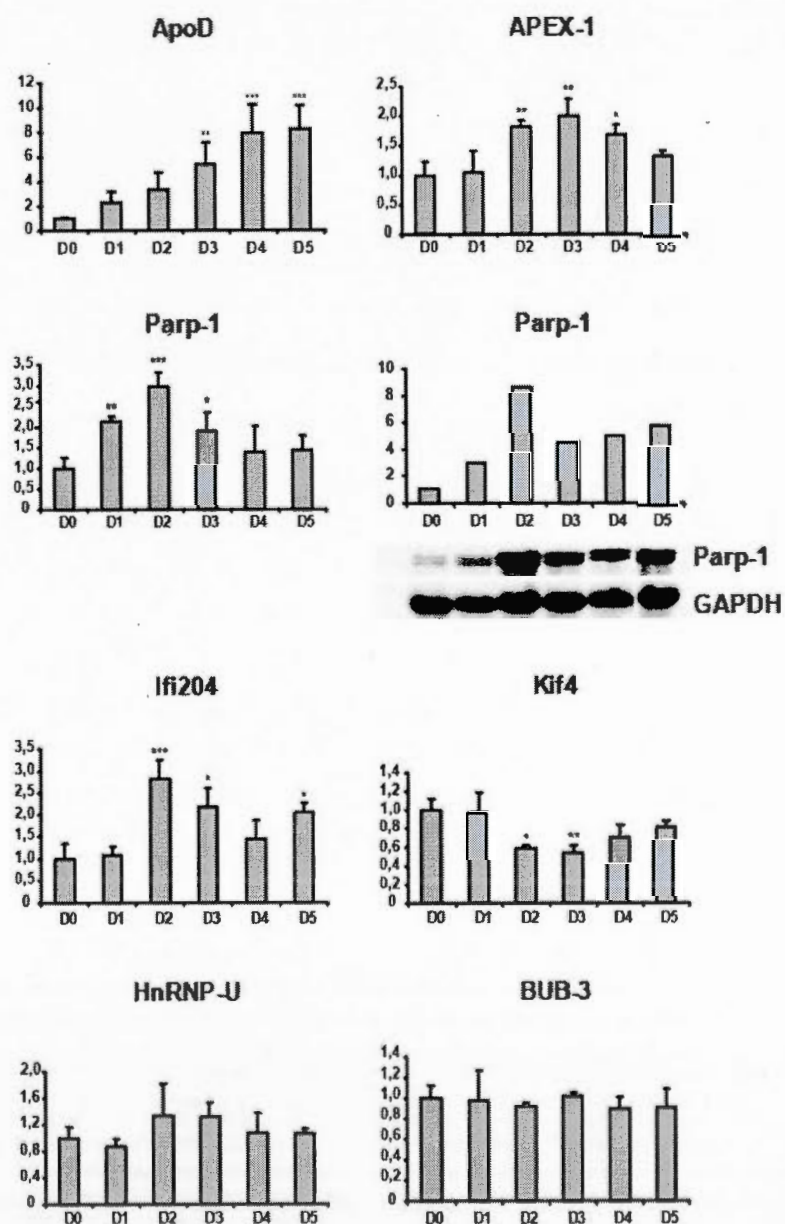 ApoD
12
10
8
6
4
2
0
** *** ***
D0 D1 D2 D3 D4 D5
APEX-1
2,5
2,0
1,5
1,0
0,5
0
** ** *
D0 D1 D2 D3 D4 D5
Parp-1
3,5
3,0
2,0
1,5
1,0
0,5
0
** *** *
D0 D1 D2 D3 D4 D5
Parp-1
10
8
6
4
2
0
D0 D1 D2 D3 D4 D5
Parp-1
GAPDH
Ifi204
3,5
3,0
2,5
2,0
1,5
1,0
0,5
0
*** * *
D0 D1 D2 D3 D4 D5
Kif4
1,4
1,2
1,0
0,8
0,6
0,4
0,2
0
* **
D0 D1 D2 D3 D4 D5
HnRNP-U
2,0
1,6
1,2
0,8
0,4
0
D0 D1 D2 D3 D4 D5
BUB-3
1,4
1,2
1,0
0,8
0,6
0,4
0,2
0
D0 D1 D2 D3 D4 D5